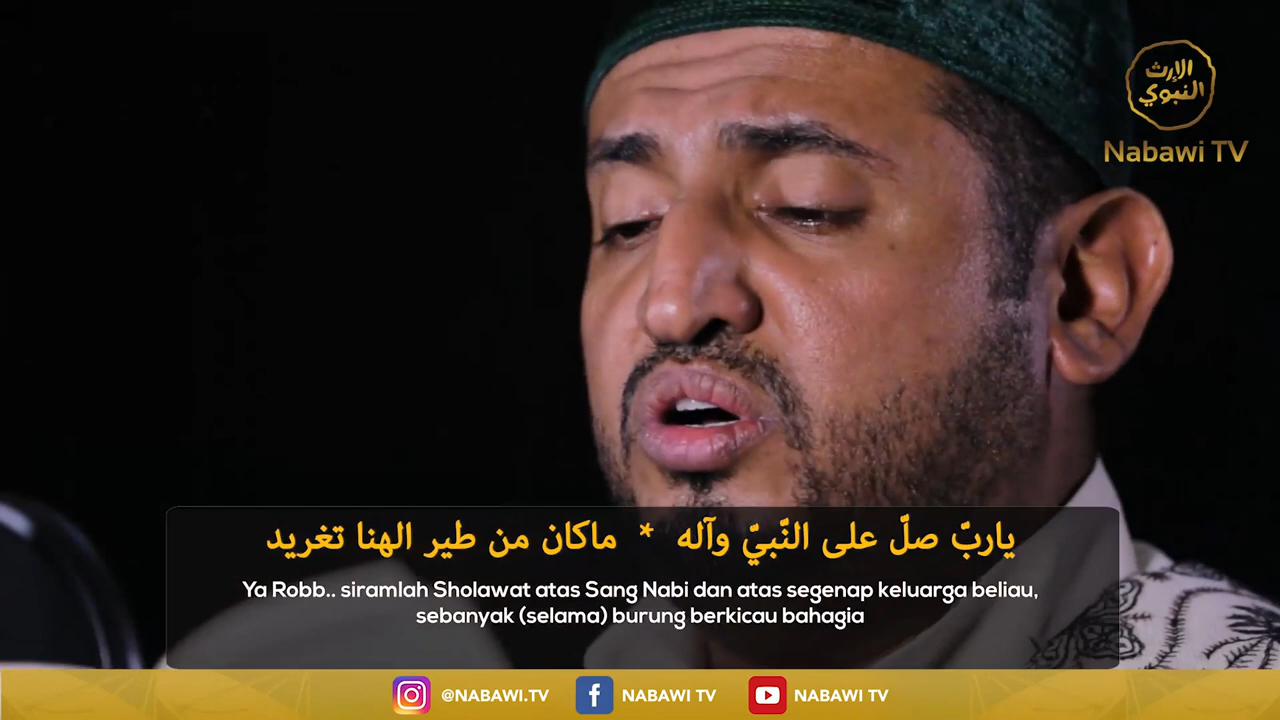 الإرث
النبوي
Nabawi TV
ياربّ صلّ على النَّبيّ وآله * ماكان من طير الهنا تغريد
Ya Robb.. siramlah Sholawat atas Sang Nabi dan atas segenap keluarga beliau,
sebanyak (selama) burung berkicau bahagia
@NABAWI.TV NABAWI TV NABAWI TV